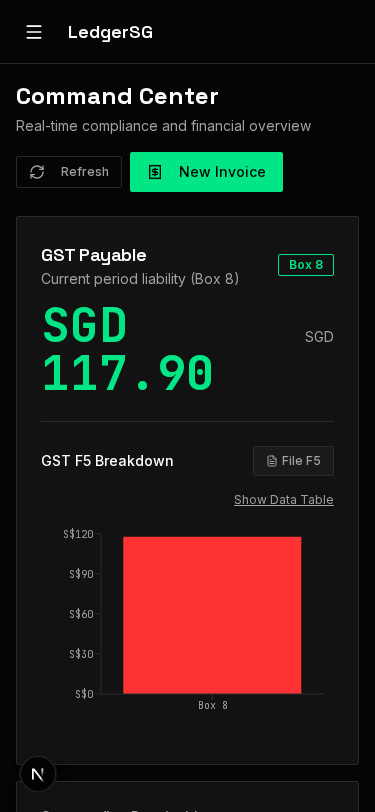 LedgerSG
Command Center
Real-time compliance and financial overview
Refresh
New Invoice
GST Payable
Current period liability (Box 8)
Box 8
SGD
117.90
SGD
GST F5 Breakdown
File F5
Show Data Table
S$120
S$90
S$60
S$30
S$0
Box 8
N